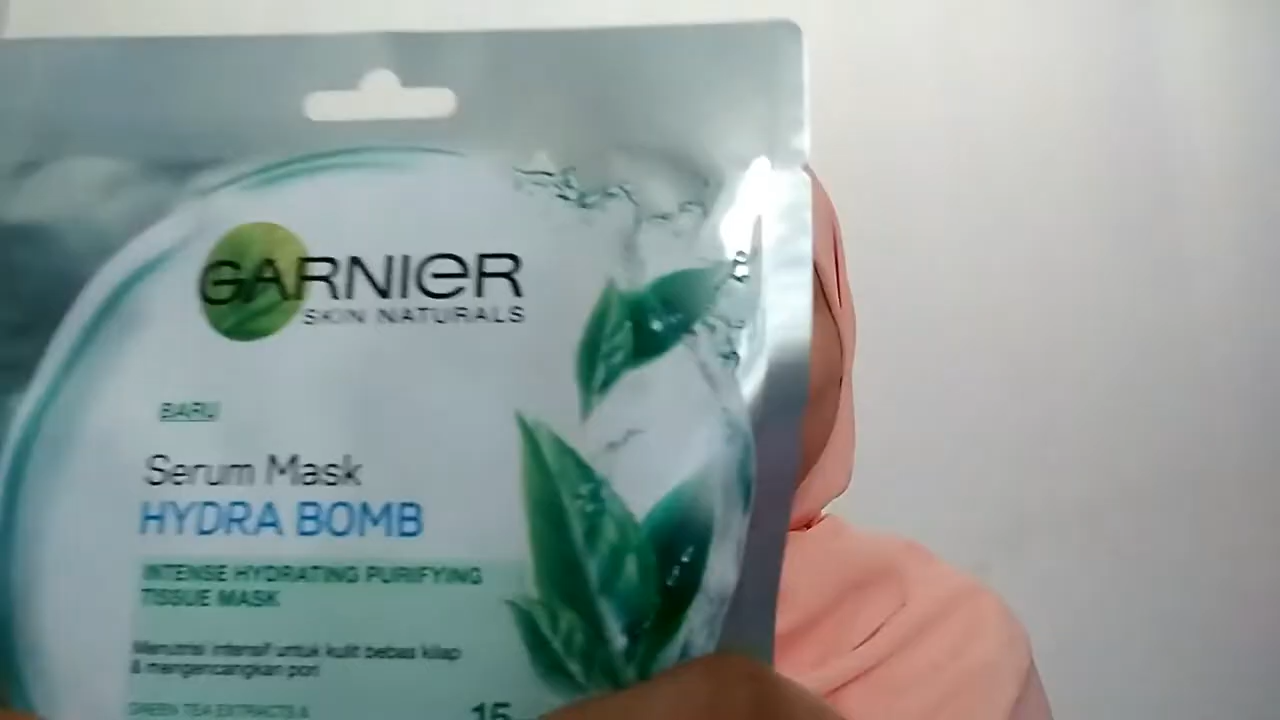 GARNIER
SKIN NATURALS
BARU
Serum Mask
HYDRA BOMB
INTENSE HYDRATING PURIFYING
TISSUE MASK
Menutrisi intensif untuk kulit bebas kilap
& mengencangkan pori
GREEN TEA EXTRACTS &
15